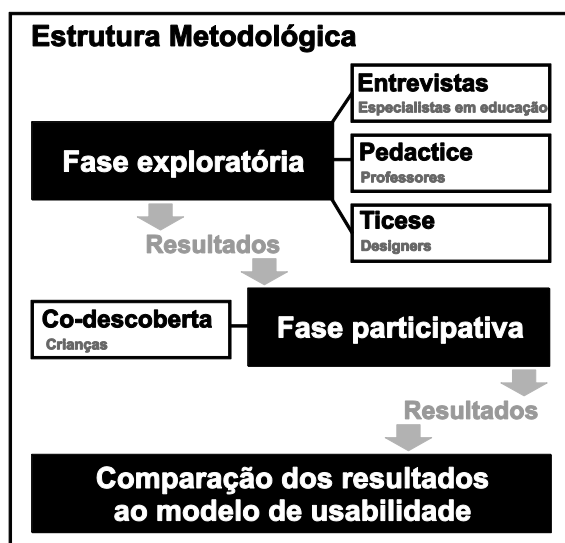 Estrutura Metodológica
Entrevistas
Especialistas em educação
Fase exploratória
Pedactice
Professores
Ticese
Designers
Resultados
Co-descoberta
Crianças
Fase participativa
Resultados
Comparação dos resultados
ao modelo de usabilidade